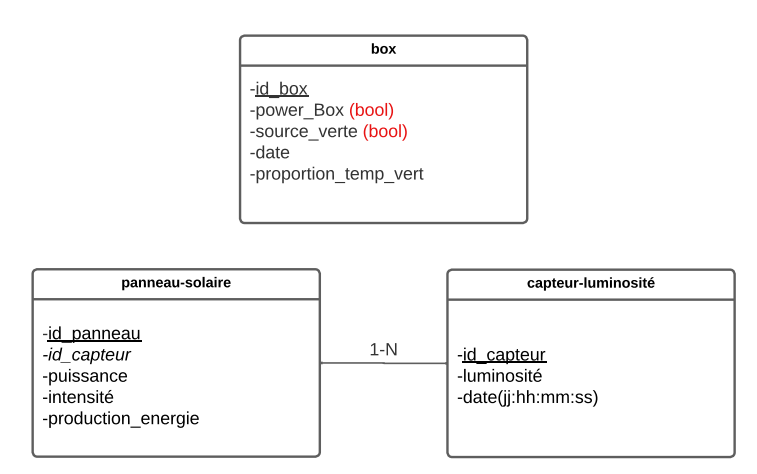 box
-id_box
-power_Box (bool)
-source_verte (bool)
-date
-proportion_temp_vert
panneau-solaire
-id_panneau
-id_capteur
-puissance
-intensité
-production_energie
1-N
capteur-luminosité
-id_capteur
-luminosité
-date(jj:hh:mm:ss)